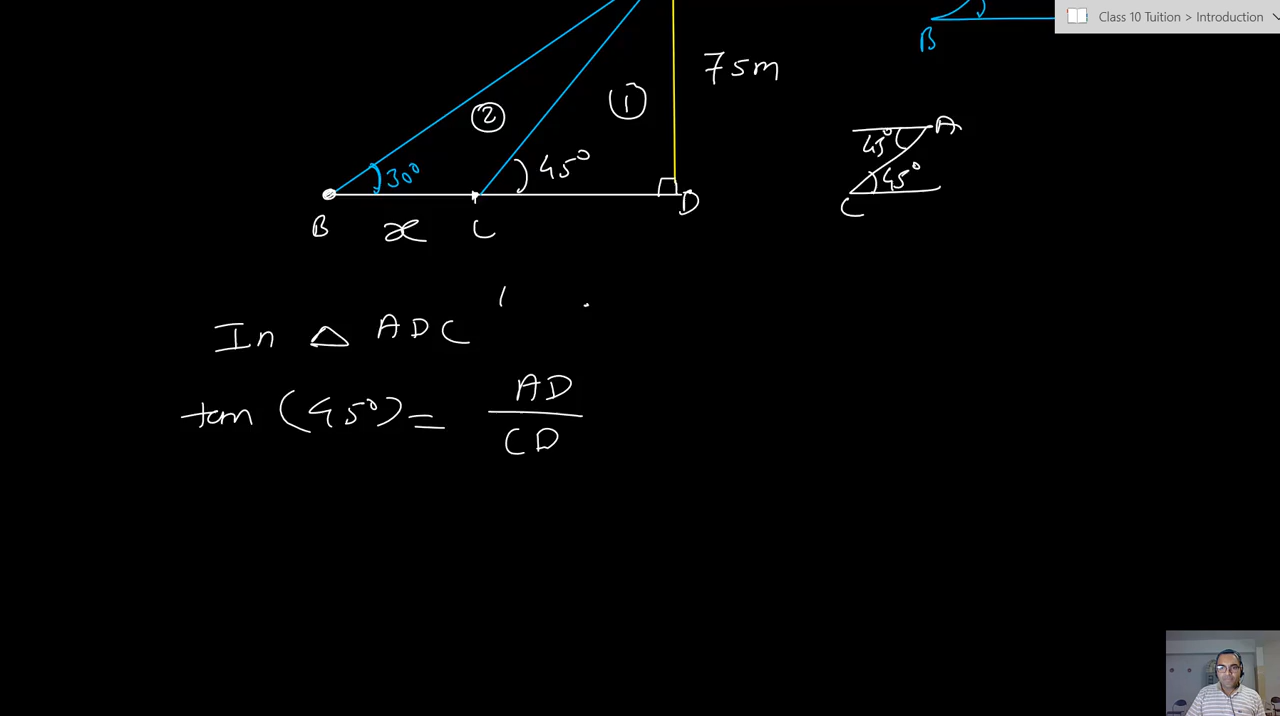 Class 10 Tuition > Introduction
B
75m
A
45°
45°
C
②
①
30°
45°
B
x
C
D
In △ ADC
tan (45°) = AD
CD